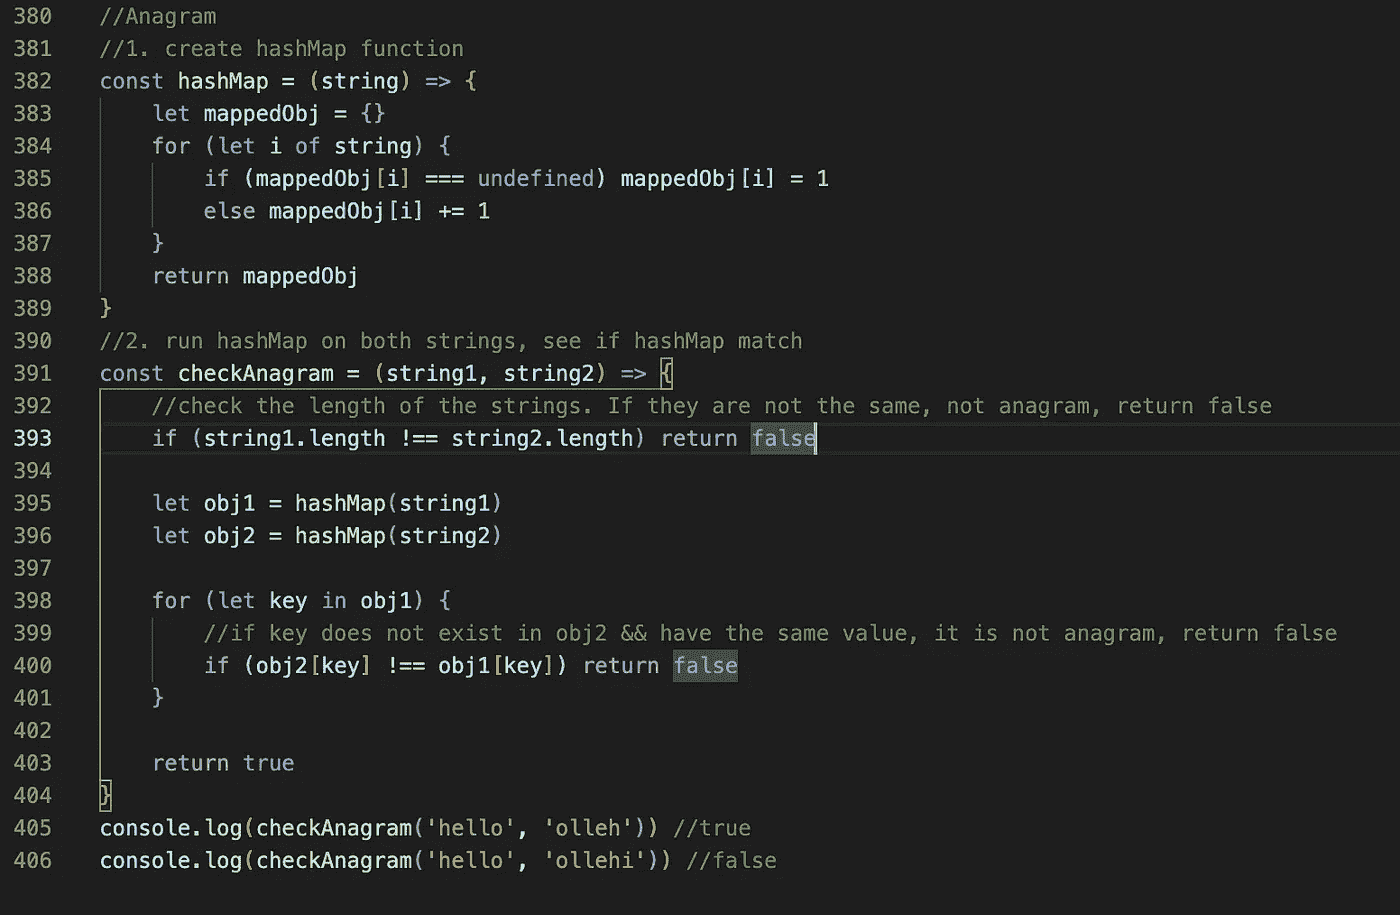 380 //Anagram
381 //1. create hashMap function
382 const hashMap = (string) => {
383     let mappedObj = {}
384     for (let i of string) {
385         if (mappedObj[i] === undefined) mappedObj[i] = 1
386         else mappedObj[i] += 1
387     }
388     return mappedObj
389 }
390 //2. run hashMap on both strings, see if hashMap match
391 const checkAnagram = (string1, string2) => {
392     //check the length of the strings. If they are not the same, not anagram, return false
393     if (string1.length !== string2.length) return false
394
395     let obj1 = hashMap(string1)
396     let obj2 = hashMap(string2)
397
398     for (let key in obj1) {
399         //if key does not exist in obj2 && have the same value, it is not anagram, return false
400         if (obj2[key] !== obj1[key]) return false
401     }
402
403     return true
404 }
405 console.log(checkAnagram('hello', 'olleh')) //true
406 console.log(checkAnagram('hello', 'ollehi')) //false